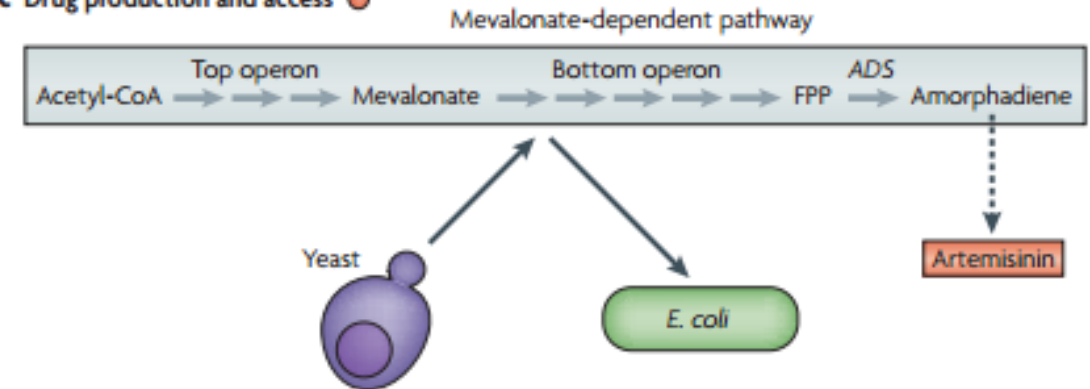 c Drug production and access
Mevalonate-dependent pathway
Top operon
Bottom operon
ADS
Acetyl-CoA
Mevalonate
FPP
Amorphadiene
Yeast
Artemisinin
E. coli